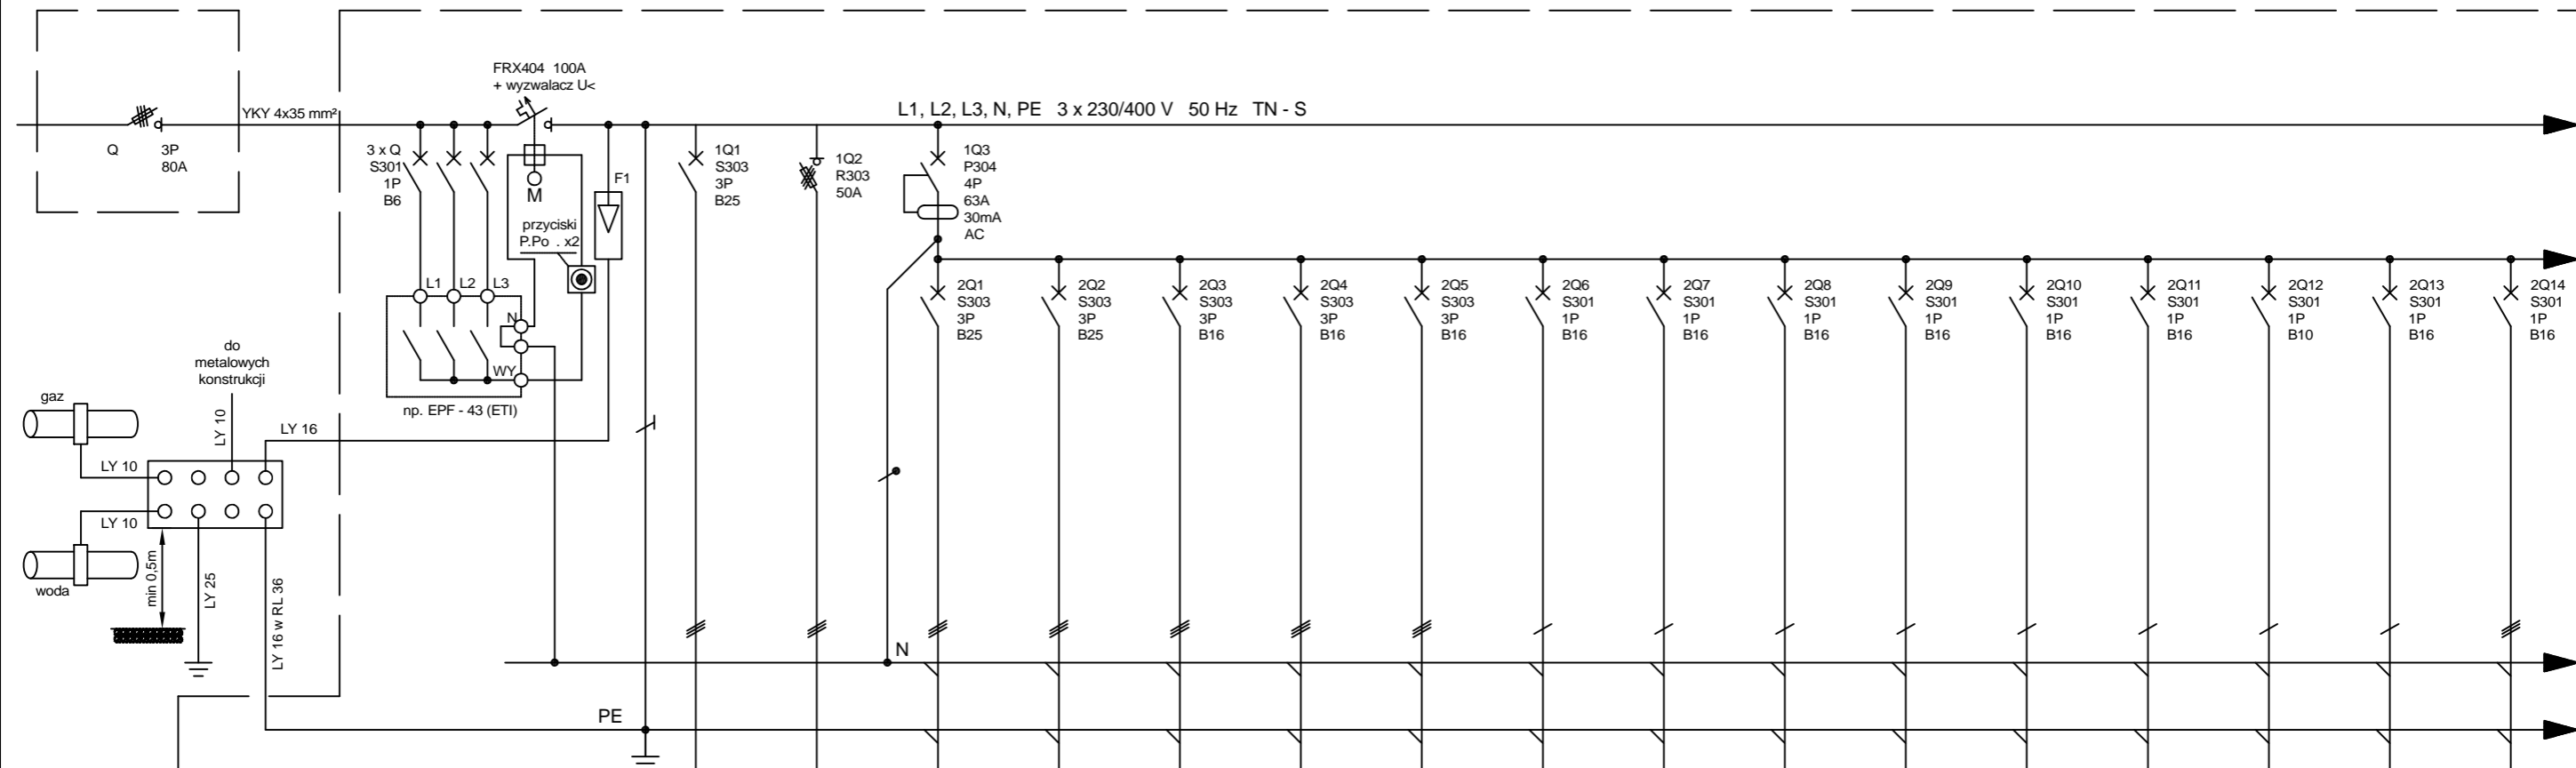 FRX404 100A
+ wyzwalacz U<
YKY 4x35 mm²
L1, L2, L3, N, PE 3 x 230/400 V 50 Hz TN - S
Q
3P
80A
3 x Q
S301
1P
B6
M
przyciski
P.Po . x2
F1
1Q1
S303
3P
B25
1Q2
R303
50A
1Q3
P304
4P
63A
30mA
AC
L1
L2
L3
N
WY
np. EPF - 43 (ETI)
2Q1
S303
3P
B25
2Q2
S303
3P
B25
2Q3
S303
3P
B16
2Q4
S303
3P
B16
2Q5
S303
3P
B16
2Q6
S301
1P
B16
2Q7
S301
1P
B16
2Q8
S301
1P
B16
2Q9
S301
1P
B16
2Q10
S301
1P
B16
2Q11
S301
1P
B16
2Q12
S301
1P
B10
2Q13
S301
1P
B16
2Q14
S301
1P
B16
do
metalowych
konstrukcji
gaz
LY 10
LY 16
LY 10
LY 10
woda
min 0,5m
LY 25
LY 16 w RL 36
N
PE